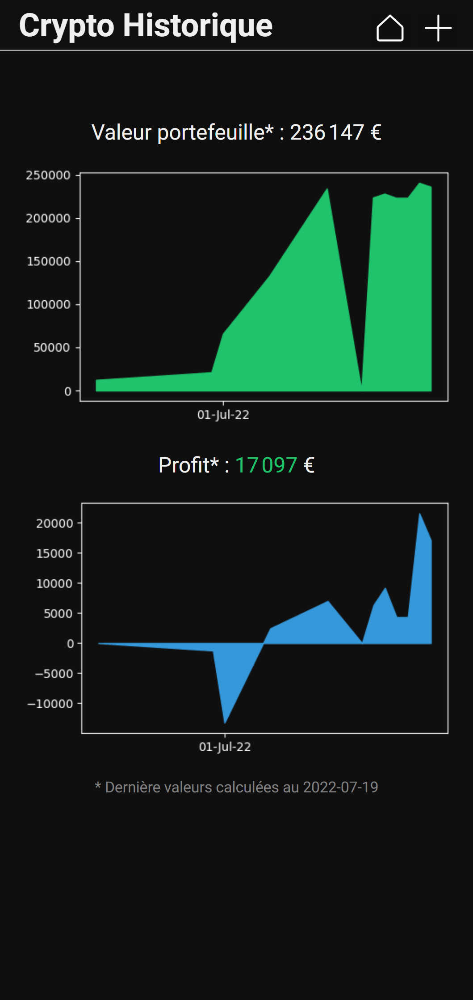 Crypto Historique
Valeur portefeuille* : 236 147 €
250000
200000
150000
100000
50000
0
01-Jul-22
Profit* : 17 097 €
20000
15000
10000
5000
0
−5000
−10000
01-Jul-22
* Dernière valeurs calculées au 2022-07-19